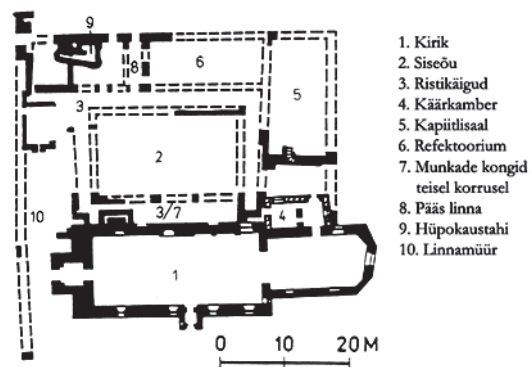 9
6
8
5
3
2
10
3/7
4
1
0 10 20 M
1. Kirik
2. Siseõu
3. Ristikäigud
4. Käärkamber
5. Kapiitlisaal
6. Refektoorium
7. Munkade kongid
teisel korrusel
8. Pääs linna
9. Hüpokaustahi
10. Linnamüür